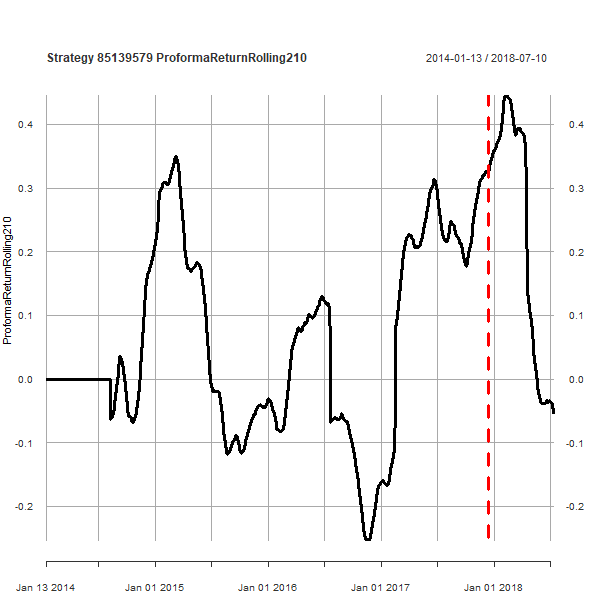 Strategy 85139579 ProformaReturnRolling210
2014-01-13 / 2018-07-10
ProformaReturnRolling210
0.4
0.3
0.2
0.1
0.0
-0.1
-0.2
0.4
0.3
0.2
0.1
0.0
-0.1
-0.2
Jan 13 2014
Jan 01 2015
Jan 01 2016
Jan 01 2017
Jan 01 2018